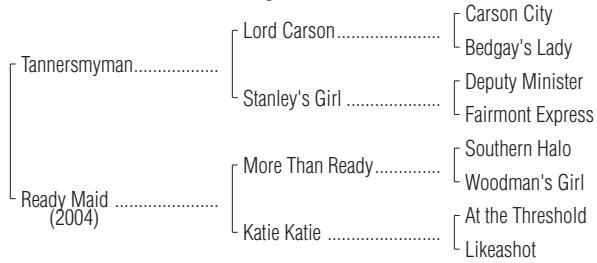 Carson City
Lord Carson..................
Bedgay's Lady
Tannersmyman..................
Deputy Minister
Stanley's Girl ..................
Fairmont Express
Southern Halo
More Than Ready..............
Woodman's Girl
Ready Maid ......................
(2004)
At the Threshold
Katie Katie .....................
Likeashot